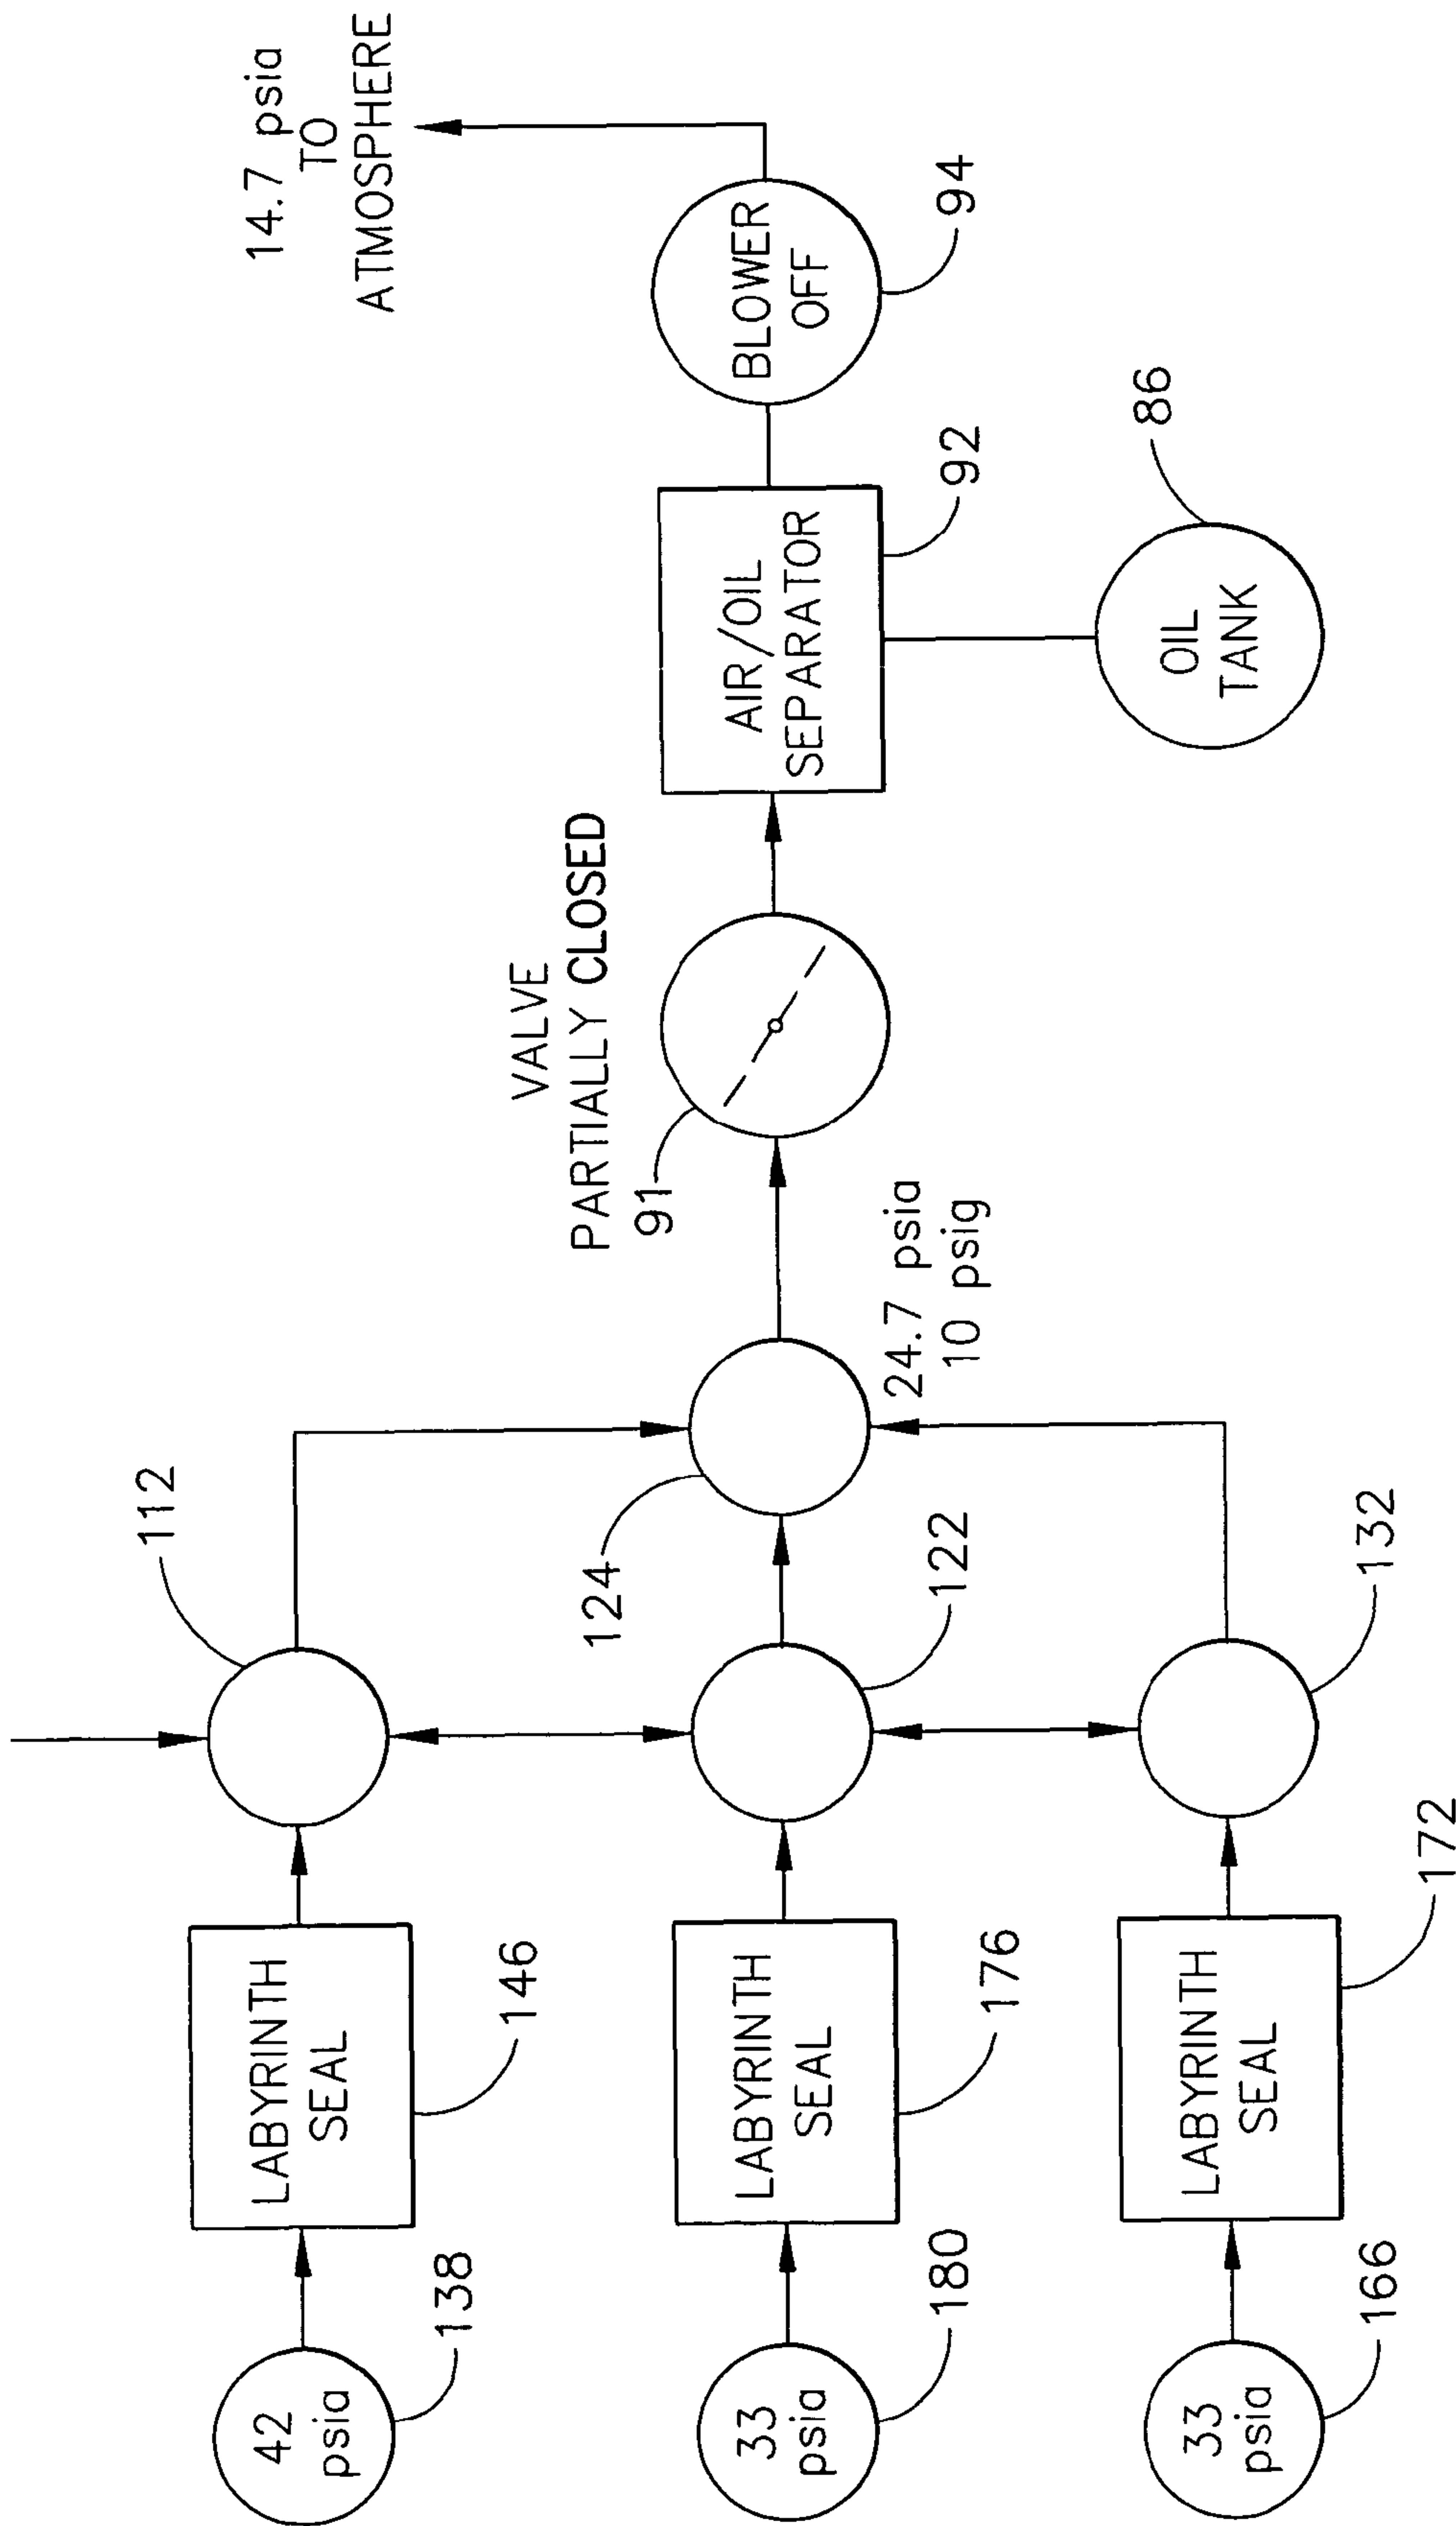 14.7 psia
TO
ATMOSPHERE
BLOWER
OFF
94
AIR/OIL
SEPARATOR
92
OIL
TANK
86
VALVE
PARTIALLY CLOSED
91
24.7 psia
10 psig
112
124
122
132
LABYRINTH
SEAL
146
LABYRINTH
SEAL
176
LABYRINTH
SEAL
172
42
psia
138
33
psia
180
33
psia
166